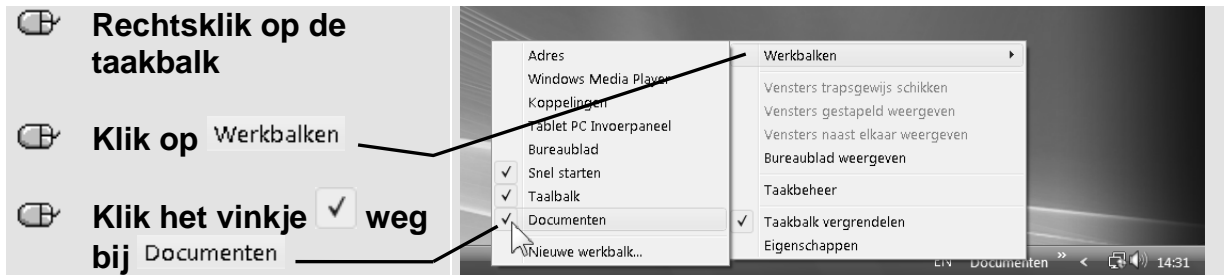 Rechtsklik op de
taakbalk
Klik op Werkbalken
Klik het vinkje weg
bij Documenten
Adres
Windows Media Player
Koppelingen
Tablet PC Invoerpaneel
Bureaublad
Snel starten
Taalbalk
Documenten
Nieuwe werkbalk...
Werkbalken
Vensters trapsgewijs schikken
Vensters gestapeld weergeven
Vensters naast elkaar weergeven
Bureaublad weergeven
Taakbeheer
Taakbalk vergrendelen
Eigenschappen
EN Documenten » < 14:31